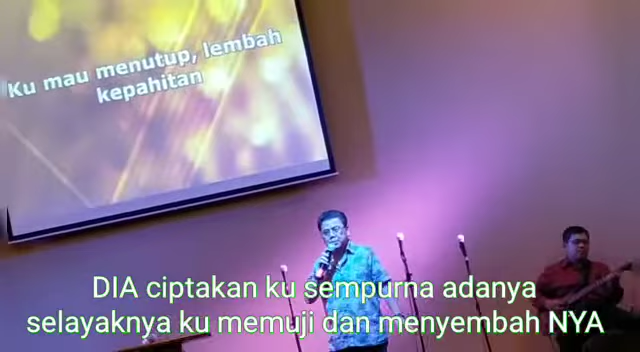 Ku mau menutup, lembah
kepahitan
DIA ciptakan ku sempurna adanya
selayaknya ku memuji dan menyembah NYA